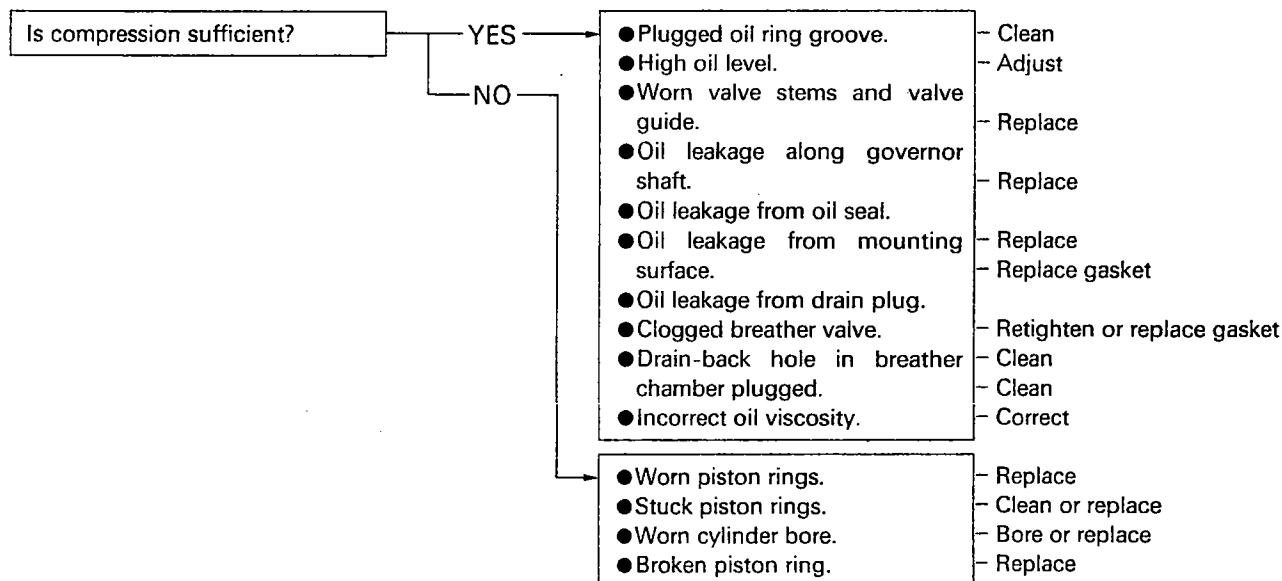 Is compression sufficient?
YES
NO
●Plugged oil ring groove. – Clean
●High oil level. – Adjust
●Worn valve stems and valve
guide. – Replace
●Oil leakage along governor
shaft. – Replace
●Oil leakage from oil seal.
●Oil leakage from mounting – Replace
surface. – Replace gasket
●Oil leakage from drain plug.
●Clogged breather valve. – Retighten or replace gasket
●Drain-back hole in breather – Clean
chamber plugged. – Clean
●Incorrect oil viscosity. – Correct
●Worn piston rings. – Replace
●Stuck piston rings. – Clean or replace
●Worn cylinder bore. – Bore or replace
●Broken piston ring. – Replace